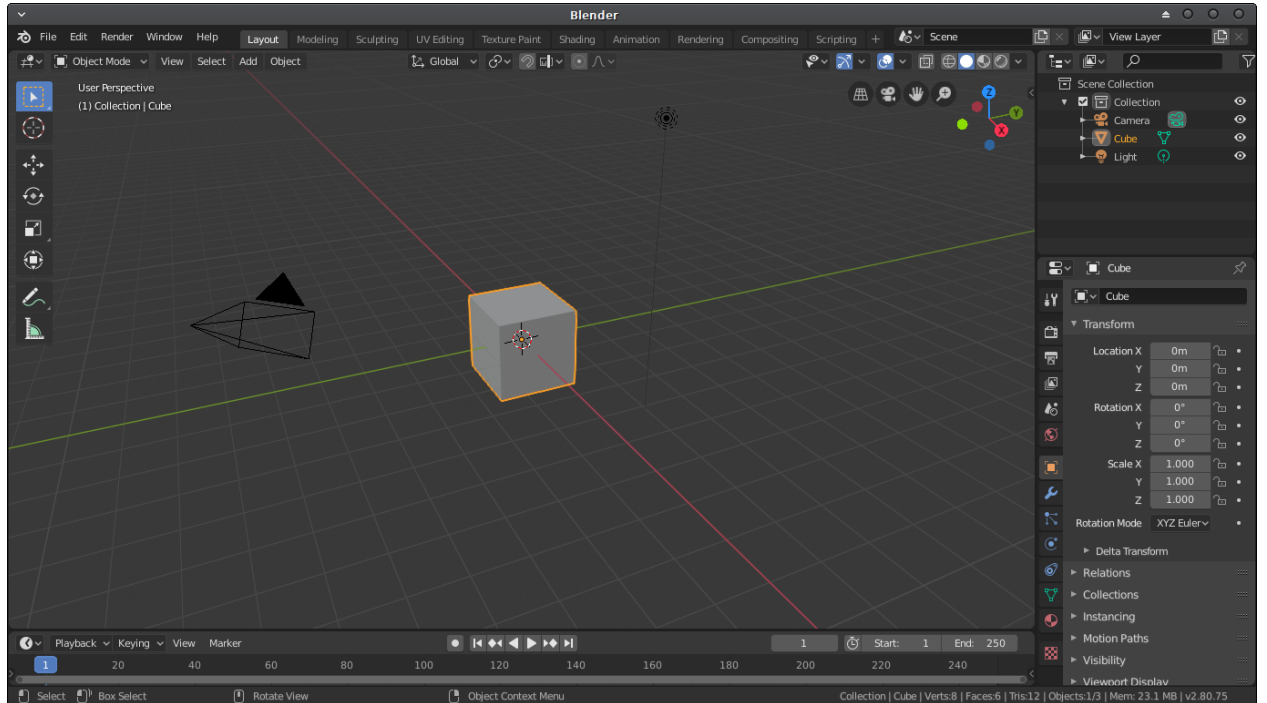 Blender
File Edit Render Window Help Layout Modeling Sculpting UV Editing Texture Paint Shading Animation Rendering Compositing Scripting + Scene View Layer
Object Mode View Select Add Object Global
User Perspective
(1) Collection | Cube
Z
Y
X
Scene Collection
Collection
Camera
Cube
Light
Cube
Cube
Transform
Location X 0m
Y 0m
Z 0m
Rotation X 0°
Y 0°
Z 0°
Scale X 1.000
Y 1.000
Z 1.000
Rotation Mode XYZ Euler
Delta Transform
Relations
Collections
Instancing
Motion Paths
Visibility
Viewport Display
Playback Keying View Marker 1 Start: 1 End: 250
1 20 40 60 80 100 120 140 160 180 200 220 240
Select Box Select Rotate View Object Context Menu Collection | Cube | Verts:8 | Faces:6 | Tris:12 | Objects:1/3 | Mem: 23.1 MB | v2.80.75